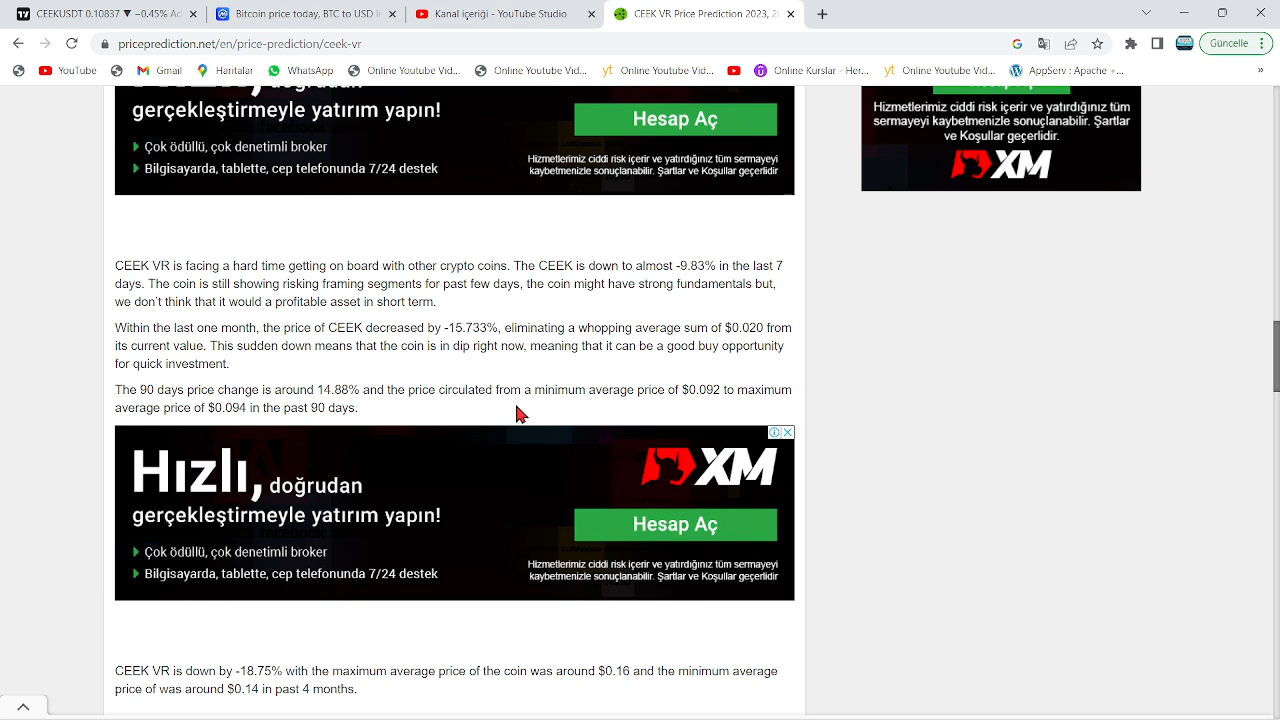 CEEKUSDT 0.10837 ▼ −0.45% Ad
Bitcoin price today, BTC to USD l
Kanal içeriği - YouTube Studio
CEEK VR Price Prediction 2023, 20
priceprediction.net/en/price-prediction/ceek-vr
Güncelle
YouTube
Gmail
Haritalar
WhatsApp
Online Youtube Vid...
Online Youtube Vid...
Online Kurslar - Her...
Online Youtube Vid...
AppServ : Apache +...
»
gerçekleştirmeyle yatırım yapın!
Çok ödüllü, çok denetimli broker
Bilgisayarda, tablette, cep telefonunda 7/24 destek
Hesap Aç
Hizmetlerimiz ciddi risk içerir ve yatırdığınız tüm sermayeyi
kaybetmenizle sonuçlanabilir. Şartlar ve Koşullar geçerlidir
Hizmetlerimiz ciddi risk içerir ve yatırdığınız tüm
sermayeyi kaybetmenizle sonuçlanabilir. Şartlar
ve Koşullar geçerlidir.
XM
CEEK VR is facing a hard time getting on board with other crypto coins. The CEEK is down to almost -9.83% in the last 7
days. The coin is still showing risking framing segments for past few days, the coin might have strong fundamentals but,
we don't think that it would a profitable asset in short term.
Within the last one month, the price of CEEK decreased by -15.733%, eliminating a whopping average sum of $0.020 from
its current value. This sudden down means that the coin is in dip right now, meaning that it can be a good buy opportunity
for quick investment.
The 90 days price change is around 14.88% and the price circulated from a minimum average price of $0.092 to maximum
average price of $0.094 in the past 90 days.
Hızlı, doğrudan
gerçekleştirmeyle yatırım yapın!
Çok ödüllü, çok denetimli broker
Bilgisayarda, tablette, cep telefonunda 7/24 destek
XM
Hesap Aç
Hizmetlerimiz ciddi risk içerir ve yatırdığınız tüm sermayeyi
kaybetmenizle sonuçlanabilir. Şartlar ve Koşullar geçerlidir
CEEK VR is down by -18.75% with the maximum average price of the coin was around $0.16 and the minimum average
price of was around $0.14 in past 4 months.